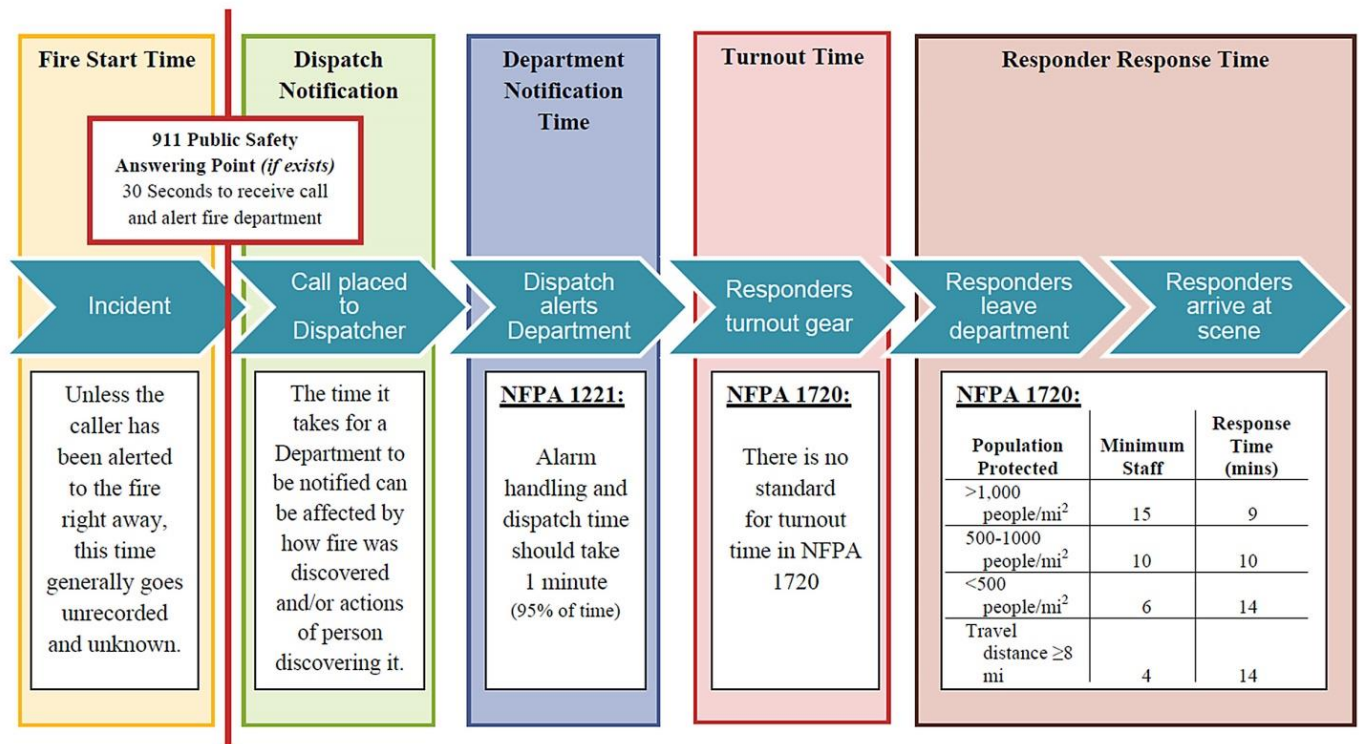 Fire Start Time
Dispatch
Notification
Department
Notification
Time
Turnout Time
Responder Response Time
911 Public Safety
Answering Point (if exists)
30 Seconds to receive call
and alert fire department
Incident
Call placed
to
Dispatcher
Dispatch
alerts
Department
Responders
turnout gear
Responders
leave
department
Responders
arrive at
scene
Unless the
caller has
been alerted
to the fire
right away,
this time
generally goes
unrecorded
and unknown.
The time it
takes for a
Department to
be notified can
be affected by
how fire was
discovered
and/or actions
of person
discovering it.
NFPA 1221:
Alarm
handling and
dispatch time
should take
1 minute
(95% of time)
NFPA 1720:
There is no
standard
for turnout
time in NFPA
1720
NFPA 1720:
Population
Protected
Minimum
Staff
Response
Time
(mins)
>1,000
people/mi²
15
9
500-1000
people/mi²
10
10
<500
people/mi²
6
14
Travel
distance ≥8
mi
4
14